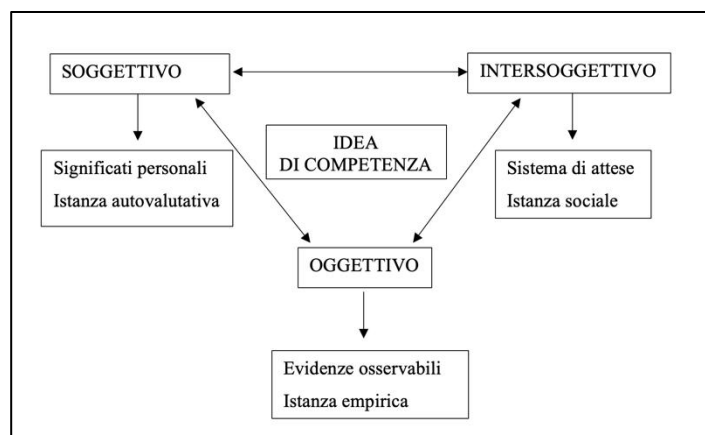 SOGGETTIVO
INTERSOGGETTIVO
IDEA
DI COMPETENZA
Significati personali
Istanza autovalutativa
Sistema di attese
Istanza sociale
OGGETTIVO
Evidenze osservabili
Istanza empirica